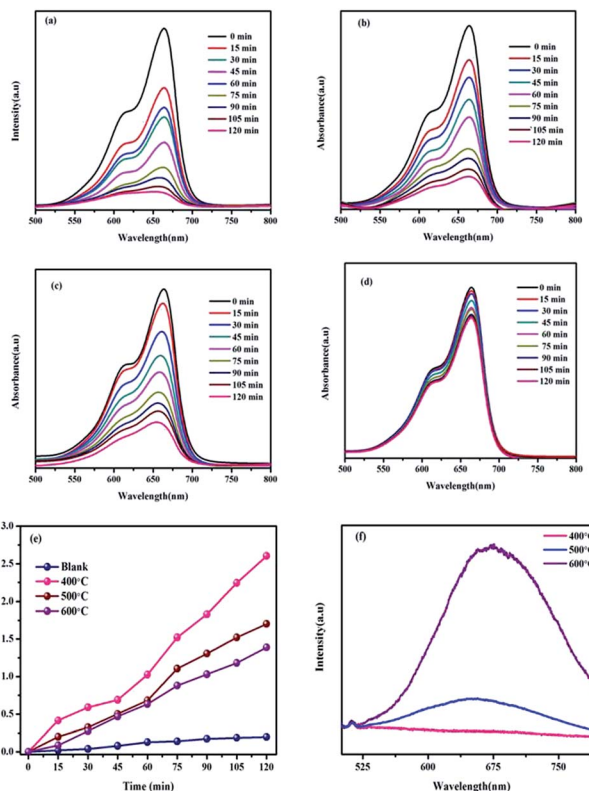 (a)
0 min
15 min
30 min
45 min
60 min
75 min
90 min
105 min
120 min
Intensity(a.u)
500 550 600 650 700 750 800
Wavelength(nm)
(b)
0 min
15 min
30 min
45 min
60 min
75 min
90 min
105 min
120 min
Absorbance(a.u)
500 550 600 650 700 750 800
Wavelength(nm)
(c)
0 min
15 min
30 min
45 min
60 min
75 min
90 min
105 min
120 min
Absorbance(a.u)
500 550 600 650 700 750 800
Wavelength(nm)
(d)
0 min
15 min
30 min
45 min
60 min
75 min
90 min
105 min
120 min
Absorbance(a.u)
500 550 600 650 700 750 800
Wavelength(nm)
(e)
Blank
400°C
500°C
600°C
3.0
2.5
2.0
1.5
1.0
0.5
0.0
0 15 30 45 60 75 90 105 120
Time (min)
(f)
400°C
500°C
600°C
Intensity(a.u)
525 600 675 750
Wavelength(nm)